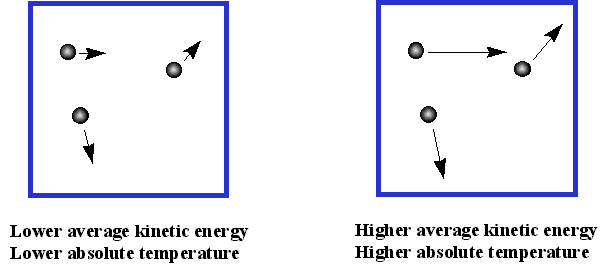 Lower average kinetic energy
Lower absolute temperature
Higher average kinetic energy
Higher absolute temperature